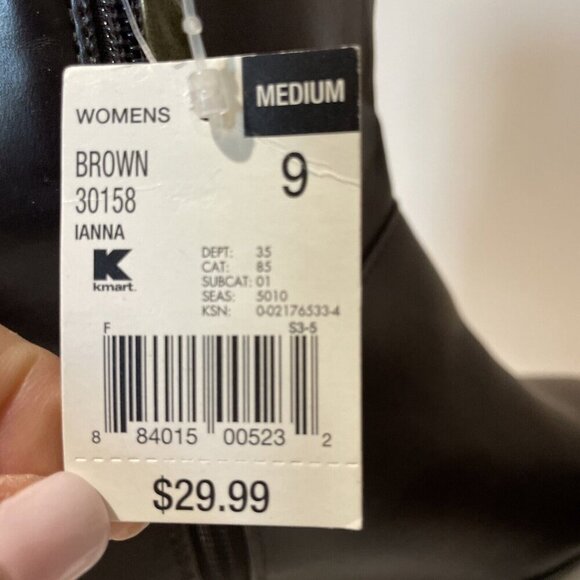 MEDIUM
WOMENS
BROWN
9
30158
IANNA
K
kmart.
DEPT: 35
CAT: 85
SUBCAT: 01
SEAS: 5010
KSN: 0-02176533-4
F S3-5
8 84015 00523 2
$29.99